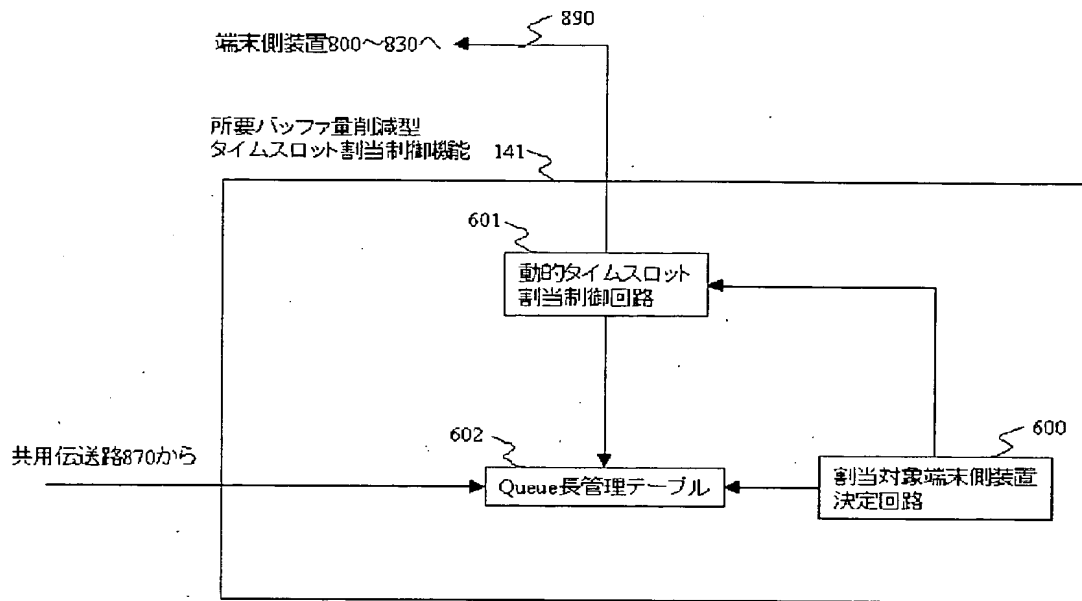 890
端末側装置800～830へ
所要バッファ量削減型
タイムスロット割当制御機能
141
601
動的タイムスロット
割当制御回路
602
600
共用伝送路870から
Queue長管理テーブル
割当対象端末側装置
決定回路